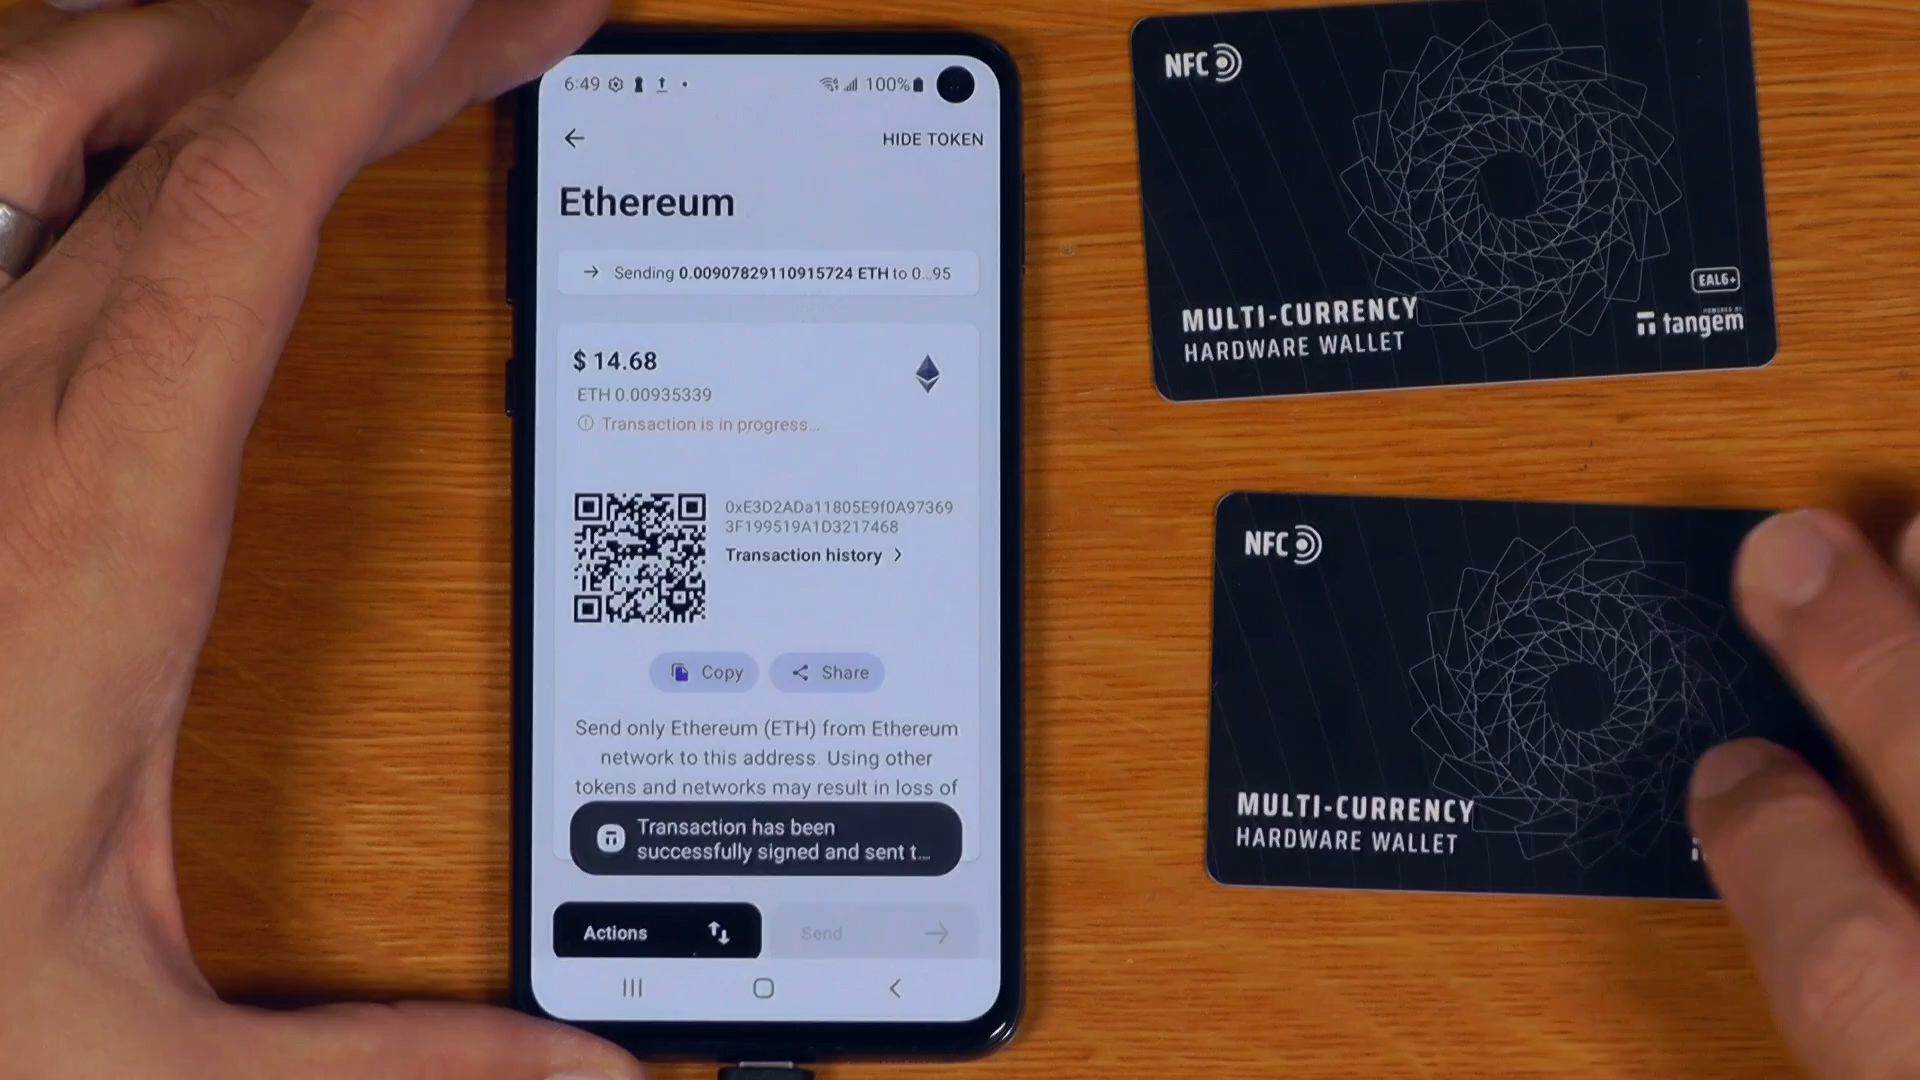 6:49
100%
HIDE TOKEN
Ethereum
Sending 0.00907829110915724 ETH to 0...95
$ 14.68
ETH 0.00935339
Transaction is in progress...
0xE3D2ADa11805E9f0A97369
3F199519A1D3217468
Transaction history
Copy
Share
Send only Ethereum (ETH) from Ethereum
network to this address. Using other
tokens and networks may result in loss of
Transaction has been
successfully signed and sent t...
Actions
Send
NFC
EAL6+
MULTI-CURRENCY
HARDWARE WALLET
POWERED BY
tangem
NFC
MULTI-CURRENCY
HARDWARE WALLET